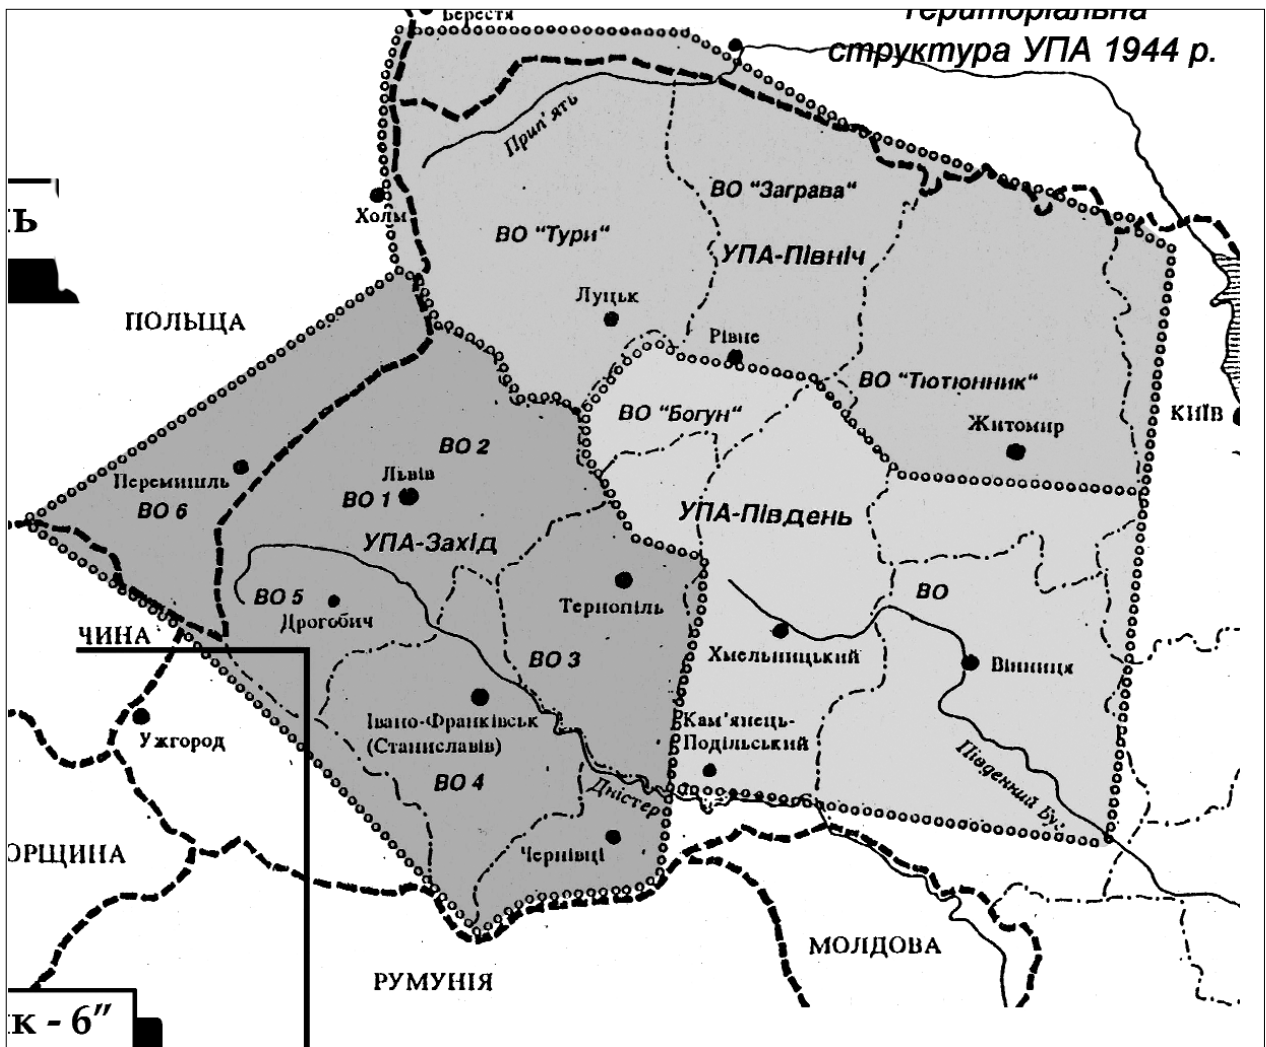 Берестя
територіальна
структура УПА 1944 р.
Прип'ять
ВО "Заграва"
Холм
Ь
ВО "Тури"
УПА-Північ
Луцьк
ПОЛЬЩА
Рівне
ВО "Тютюнник"
ВО "Богун"
КИЇВ
Житомир
ВО 2
Львів
Перемишль
ВО 1
ВО 6
УПА-Південь
УПА-Захід
ВО 5
ВО
Тернопіль
Дрогобич
ЧИНА
Хмельницький
ВО 3
Вінниця
Івано-Франківськ
(Станиславів)
Кам'янець-
Подільський
Ужгород
Південний Буг
ВО 4
Дністер
Чернівці
ОРЩИНА
МОЛДОВА
РУМУНІЯ
к - 6"